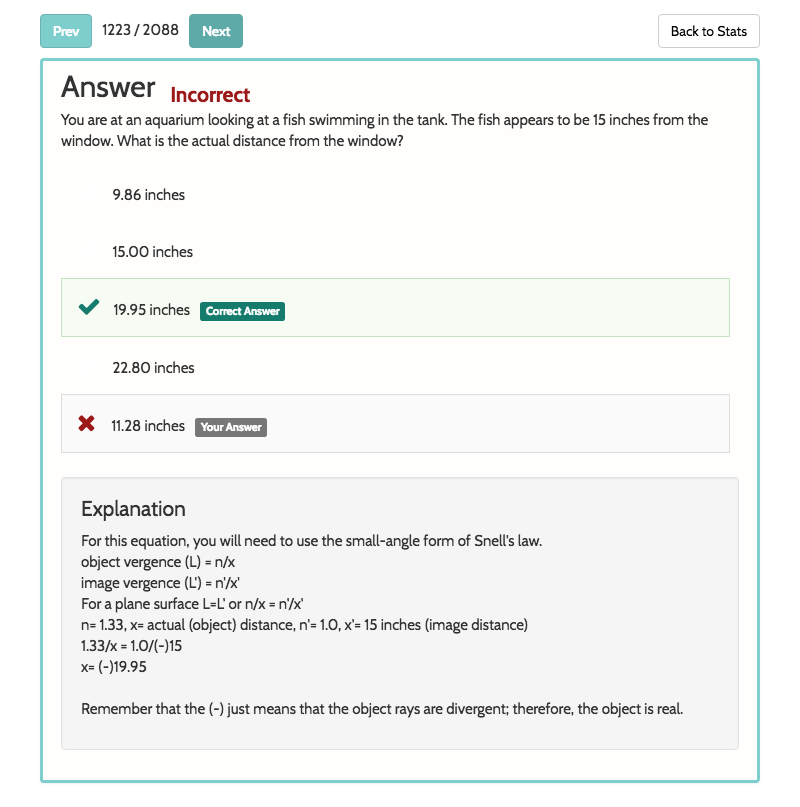 Prev 1223 / 2088 Next Back to Stats
Answer Incorrect
You are at an aquarium looking at a fish swimming in the tank. The fish appears to be 15 inches from the
window. What is the actual distance from the window?
9.86 inches
15.00 inches
19.95 inches Correct Answer
22.80 inches
11.28 inches Your Answer
Explanation
For this equation, you will need to use the small-angle form of Snell's law.
object vergence (L) = n/x
image vergence (L') = n'/x'
For a plane surface L=L' or n/x = n'/x'
n= 1.33, x= actual (object) distance, n'= 1.0, x'= 15 inches (image distance)
1.33/x = 1.0/(-)15
x= (-)19.95
Remember that the (-) just means that the object rays are divergent; therefore, the object is real.